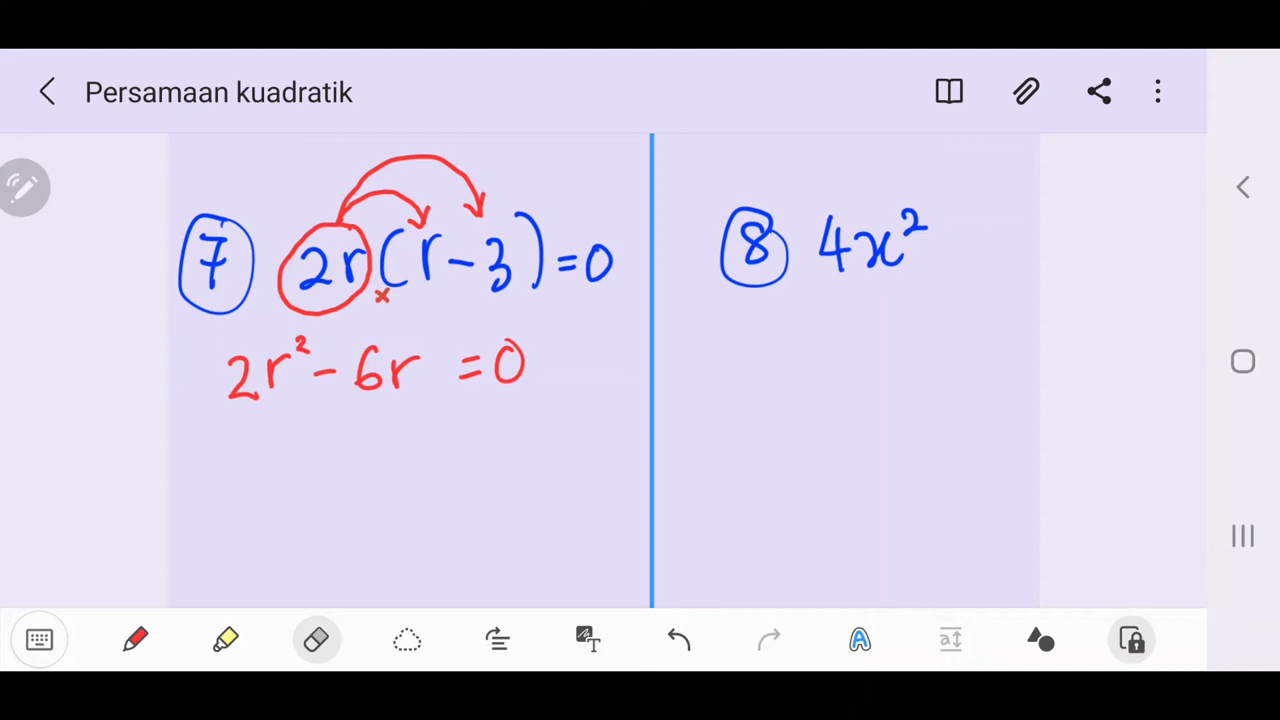 Persamaan kuadratik
7 2r(r-3)=0
×
2r²-6r =0
8 4x²